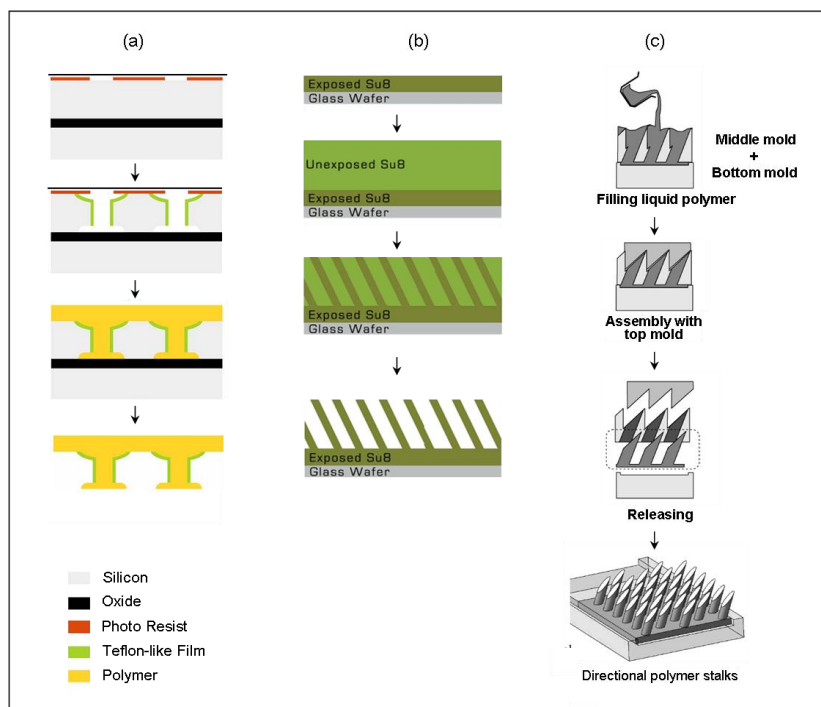 (a)
(b)
(c)
Exposed Su8
Glass Wafer
Unexposed Su8
Exposed Su8
Glass Wafer
Exposed Su8
Glass Wafer
Exposed Su8
Glass Wafer
Middle mold
+
Bottom mold
Filling liquid polymer
Assembly with
top mold
Releasing
Directional polymer stalks
Silicon
Oxide
Photo Resist
Teflon-like Film
Polymer